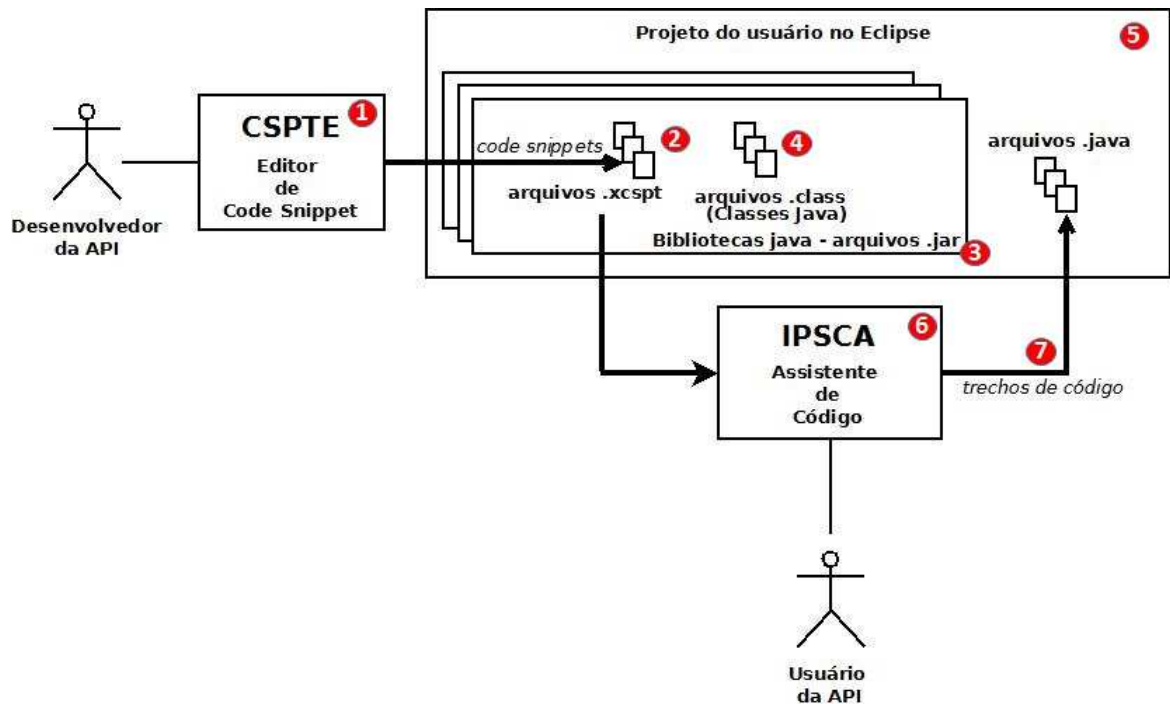 Projeto do usuário no Eclipse
5
CSPTE
1
Editor
de
Code Snippet
Desenvolvedor
da API
code snippets
2
arquivos .xcspt
4
arquivos .class
(Classes Java)
Bibliotecas java - arquivos .jar
3
arquivos .java
IPSCA
6
Assistente
de
Código
7
trechos de código
Usuário
da API